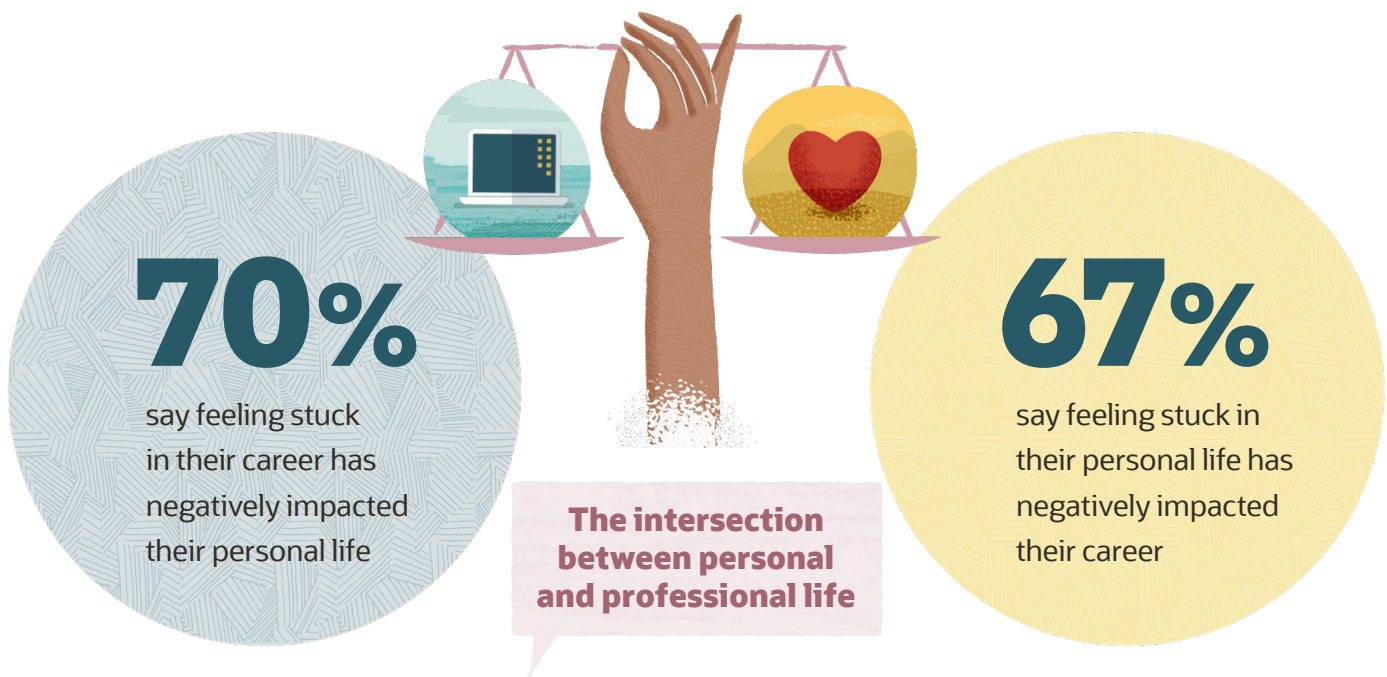 70%
say feeling stuck
in their career has
negatively impacted
their personal life
The intersection
between personal
and professional life
67%
say feeling stuck in
their personal life has
negatively impacted
their career